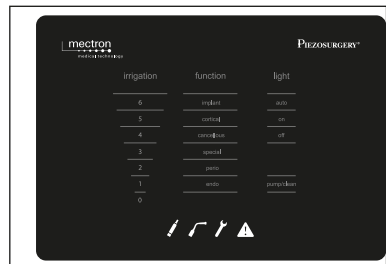 mectron PIEZOSURGERY®
medical technology
irrigation function light
6 implant auto
5 cortical on
4 cancellous off
3 special
2 perio
1 endo pump/clean
0